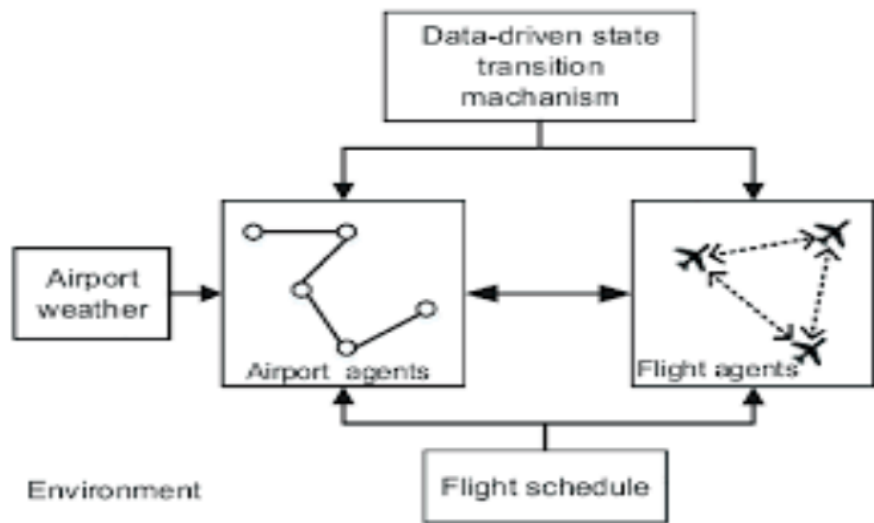 Data-driven state
transition
machanism
Airport
weather
Airport agents
Flight agents
Environment
Flight schedule